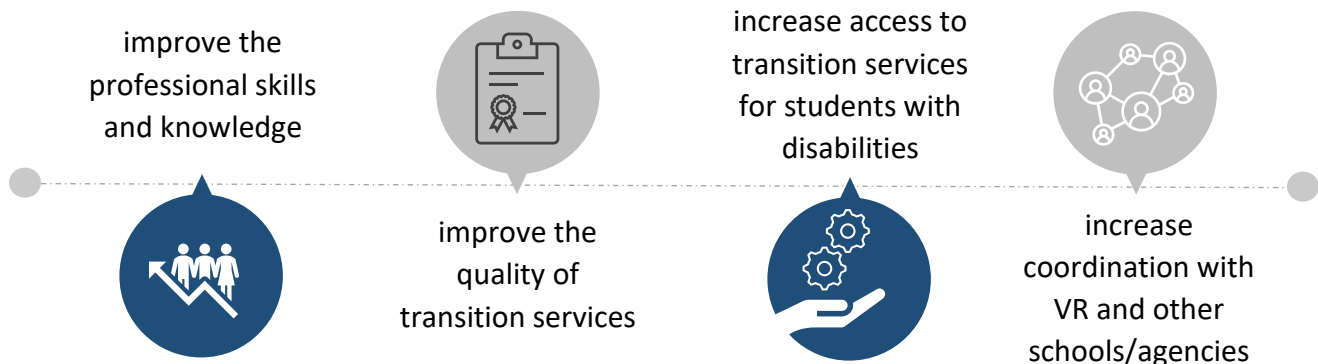 improve the
professional skills
and knowledge
improve the
quality of
transition services
increase access to
transition services
for students with
disabilities
increase
coordination with
VR and other
schools/agencies